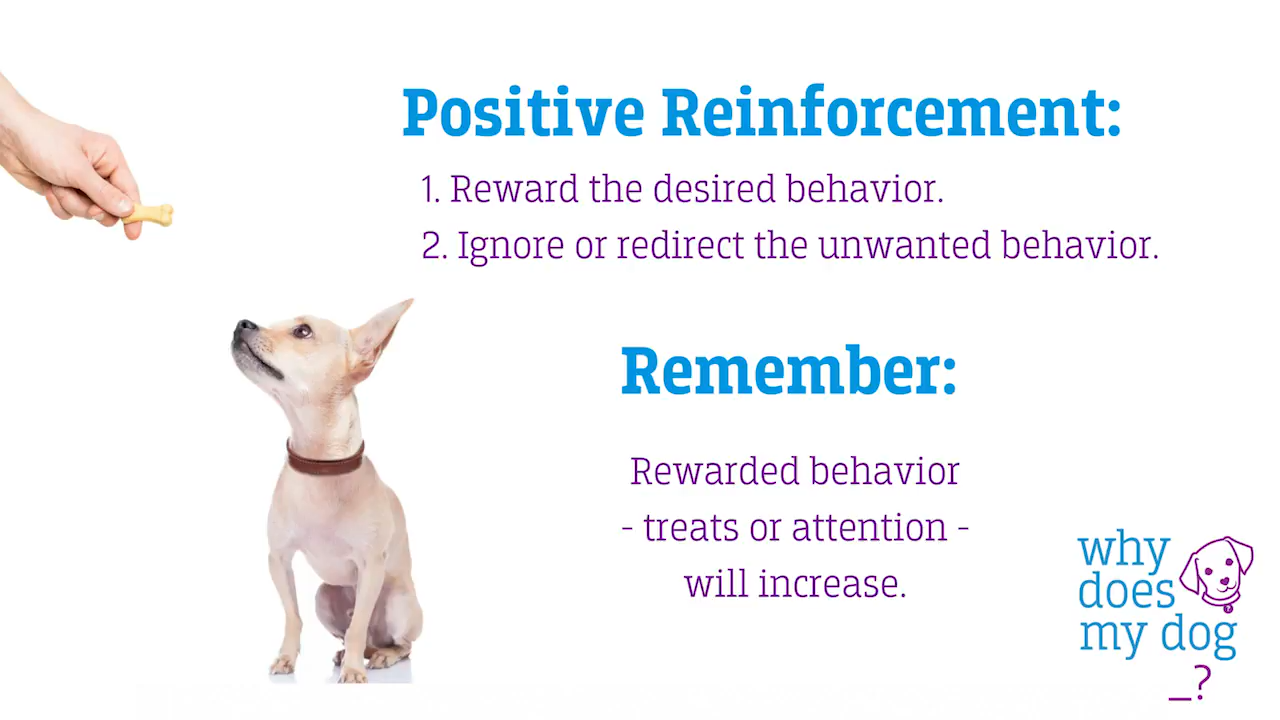 Positive Reinforcement:
1. Reward the desired behavior.
2. Ignore or redirect the unwanted behavior.
Remember:
Rewarded behavior
- treats or attention -
will increase.
why
does
my dog
_?